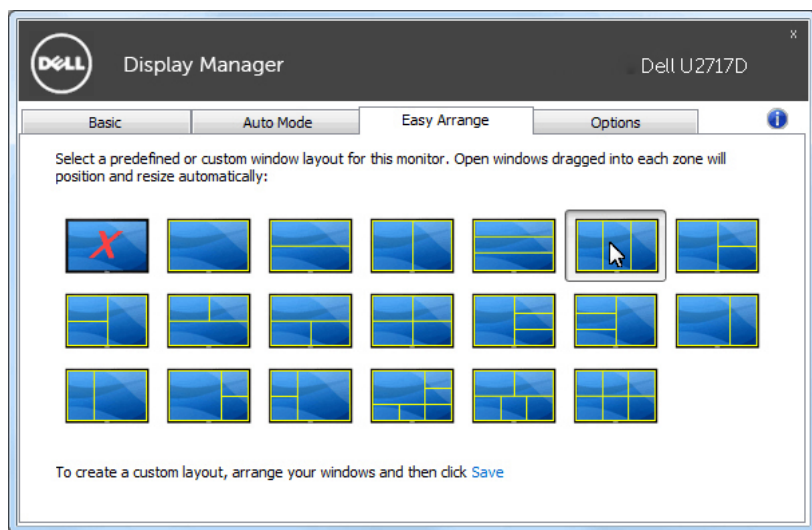 DELL
Display Manager
Dell U2717D
x
Basic
Auto Mode
Easy Arrange
Options
i
Select a predefined or custom window layout for this monitor. Open windows dragged into each zone will
position and resize automatically:
X
To create a custom layout, arrange your windows and then click Save